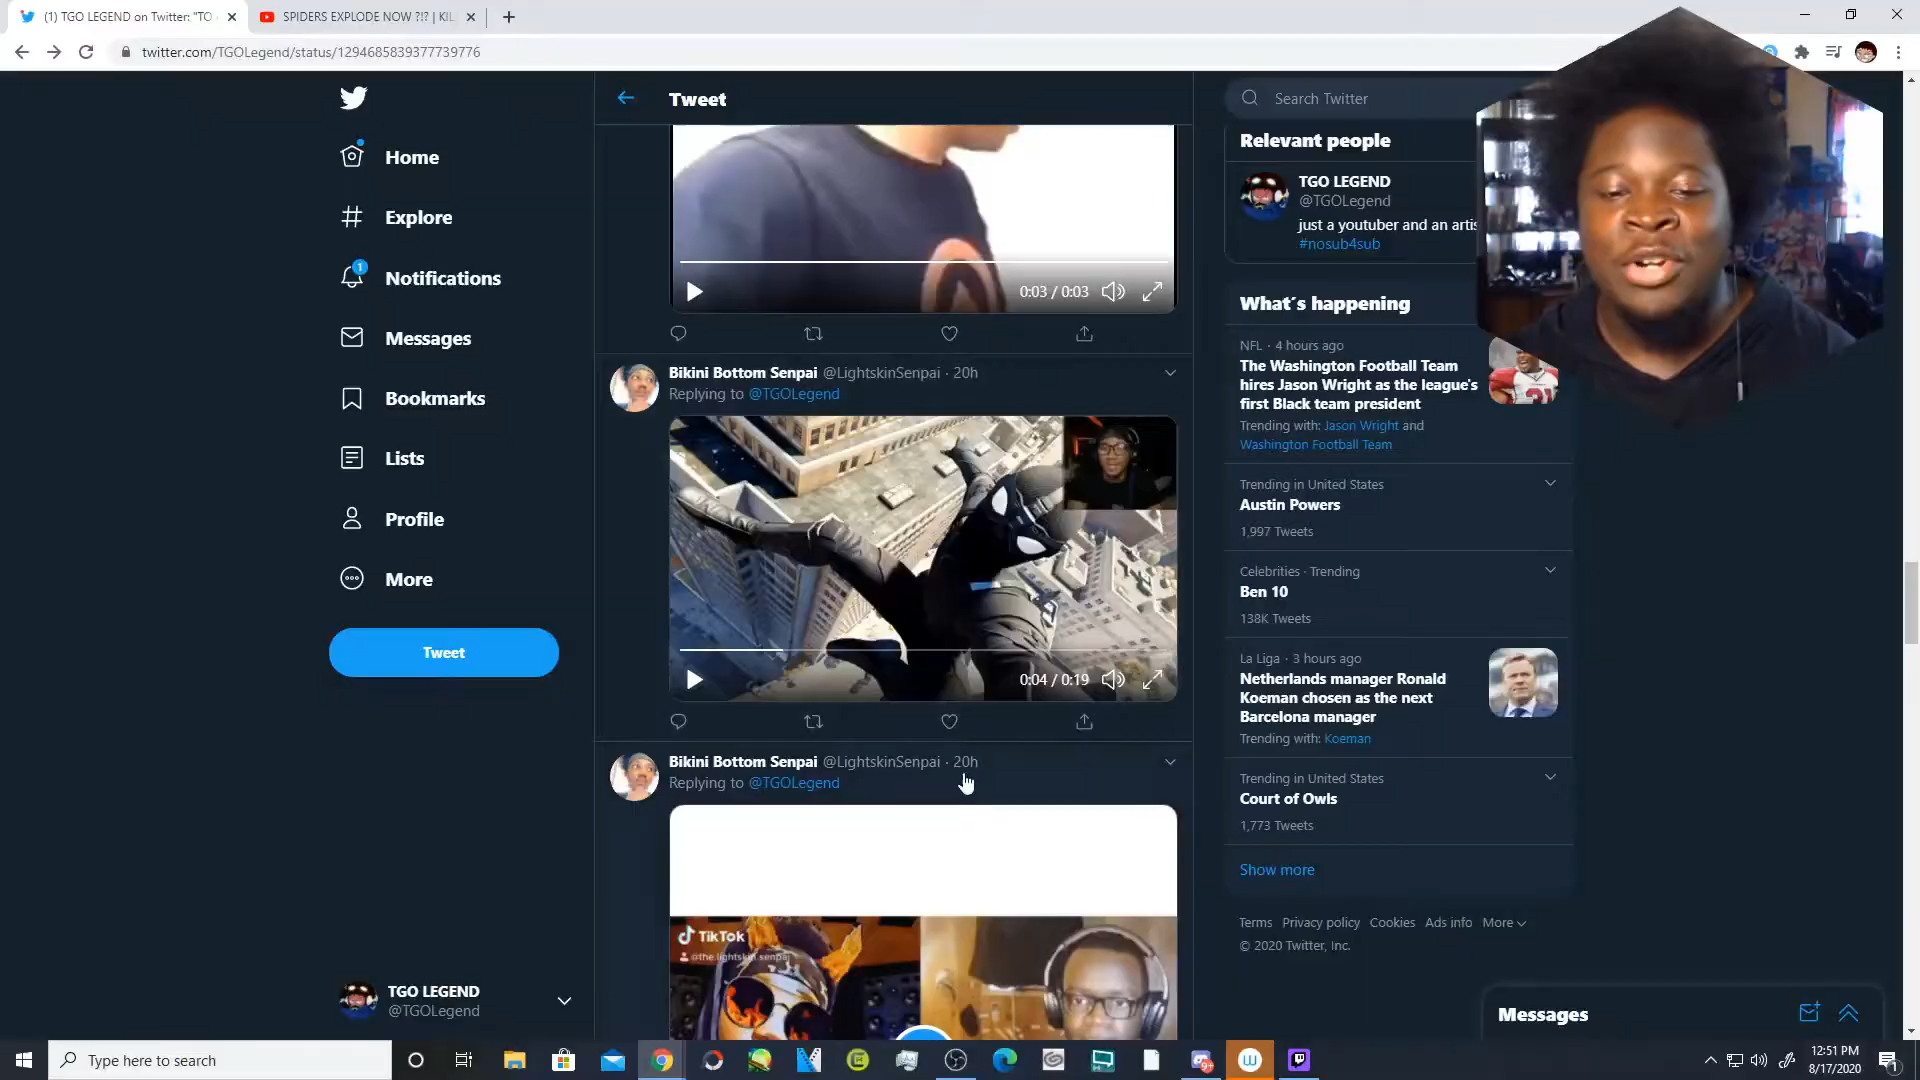 (1) TGO LEGEND on Twitter: "TO
SPIDERS EXPLODE NOW ?!? | KIL
twitter.com/TGOLegend/status/1294685839377739776
Home
Explore
1
Notifications
Messages
Bookmarks
Lists
Profile
More
Tweet
TGO LEGEND
@TGOLegend
Tweet
0:03 / 0:03
Bikini Bottom Senpai @LightskinSenpai · 20h
Replying to @TGOLegend
0:04 / 0:19
Bikini Bottom Senpai @LightskinSenpai · 20h
Replying to @TGOLegend
TikTok
@the.lightskin.senpai
Search Twitter
Relevant people
TGO LEGEND
@TGOLegend
just a youtuber and an artis
#nosub4sub
What's happening
NFL · 4 hours ago
The Washington Football Team
hires Jason Wright as the league's
first Black team president
Trending with: Jason Wright and
Washington Football Team
Trending in United States
Austin Powers
1,997 Tweets
Celebrities · Trending
Ben 10
138K Tweets
La Liga · 3 hours ago
Netherlands manager Ronald
Koeman chosen as the next
Barcelona manager
Trending with: Koeman
Trending in United States
Court of Owls
1,773 Tweets
Show more
Terms Privacy policy Cookies Ads info More
© 2020 Twitter, Inc.
Messages
Type here to search
12:51 PM
8/17/2020